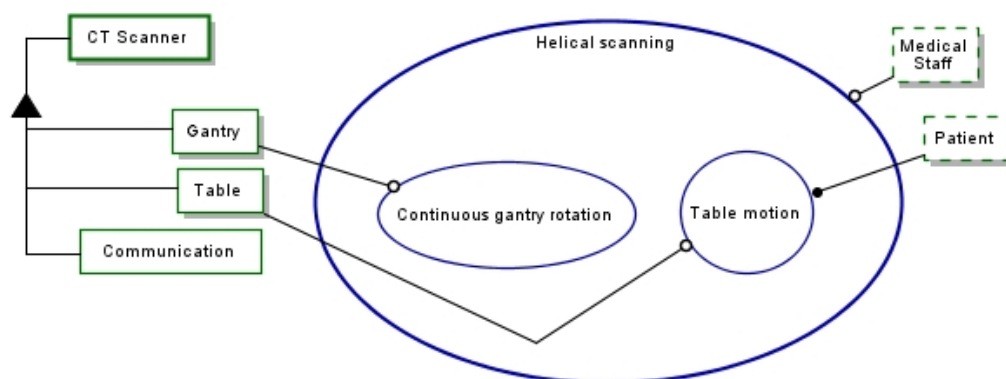 CT Scanner
Helical scanning
Medical
Staff
Gantry
Patient
Table
Continuous gantry rotation
Table motion
Communication